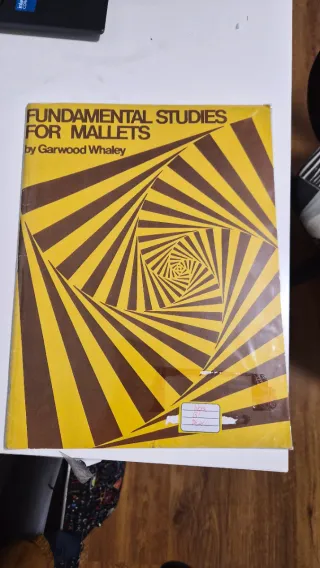 FUNDAMENTAL STUDIES
FOR MALLETS
by Garwood Whaley